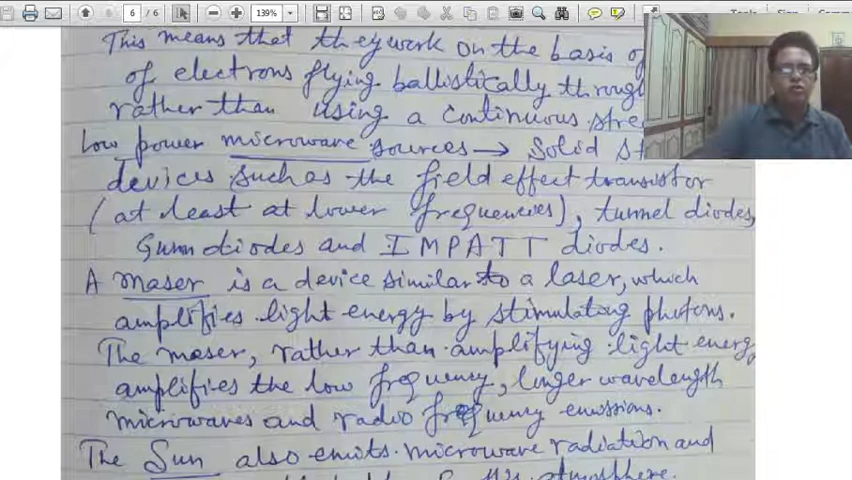 6 / 6
139%
Tools
Sign
This means that they work on the basis of
of electrons flying ballistically through
rather than using a continuous stre
Low power microwave sources → Solid st
devices such as the field effect transistor
(at least at lower frequencies), tunnel diodes,
Gunn diodes and IMPATT diodes.
A maser is a device similar to a laser, which
amplifies light energy by stimulating photons.
The maser, rather than amplifying light energy
amplifies the low frequency, longer wavelength
microwaves and radio frequency emissions.
The Sun also emits microwave radiation and
atmosphere.